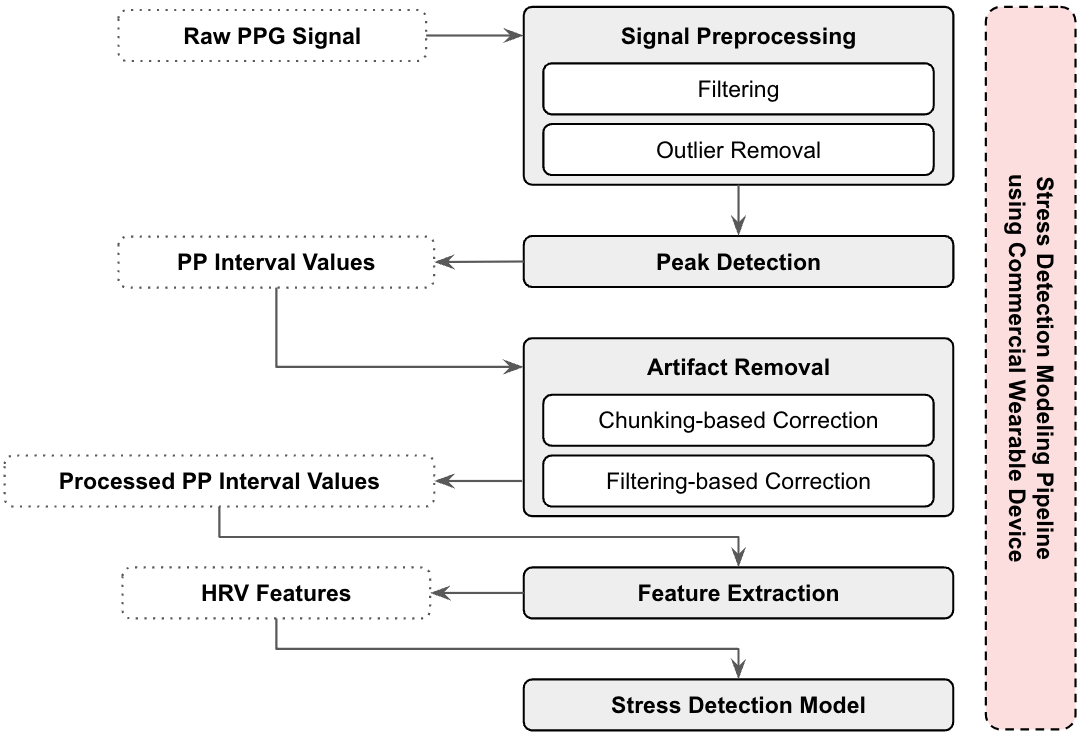 Raw PPG Signal
Signal Preprocessing
Filtering
Outlier Removal
PP Interval Values
Peak Detection
Artifact Removal
Chunking-based Correction
Processed PP Interval Values
Filtering-based Correction
HRV Features
Feature Extraction
Stress Detection Model
Stress Detection Modeling Pipeline
using Commercial Wearable Device